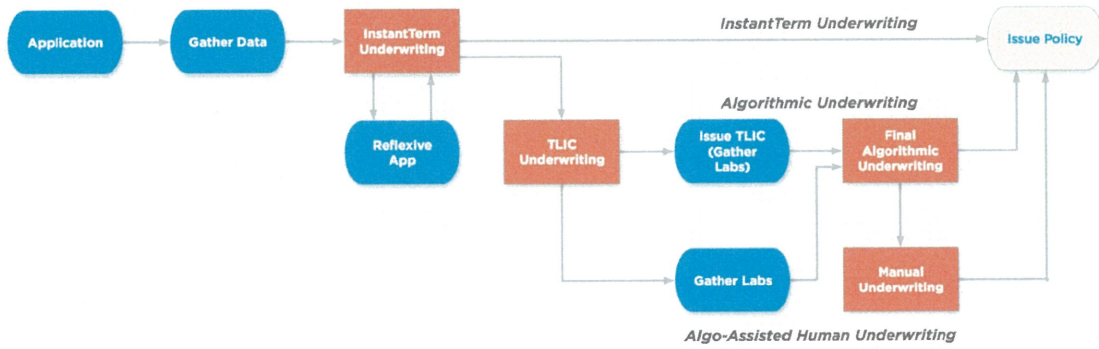 InstantTerm Underwriting
Application
Gather Data
InstantTerm
Underwriting
Issue Policy
Reflexive
App
Algorithmic Underwriting
TLIC
Underwriting
Issue TLIC
(Gather
Labs)
Final
Algorithmic
Underwriting
Gather Labs
Manual
Underwriting
Algo-Assisted Human Underwriting